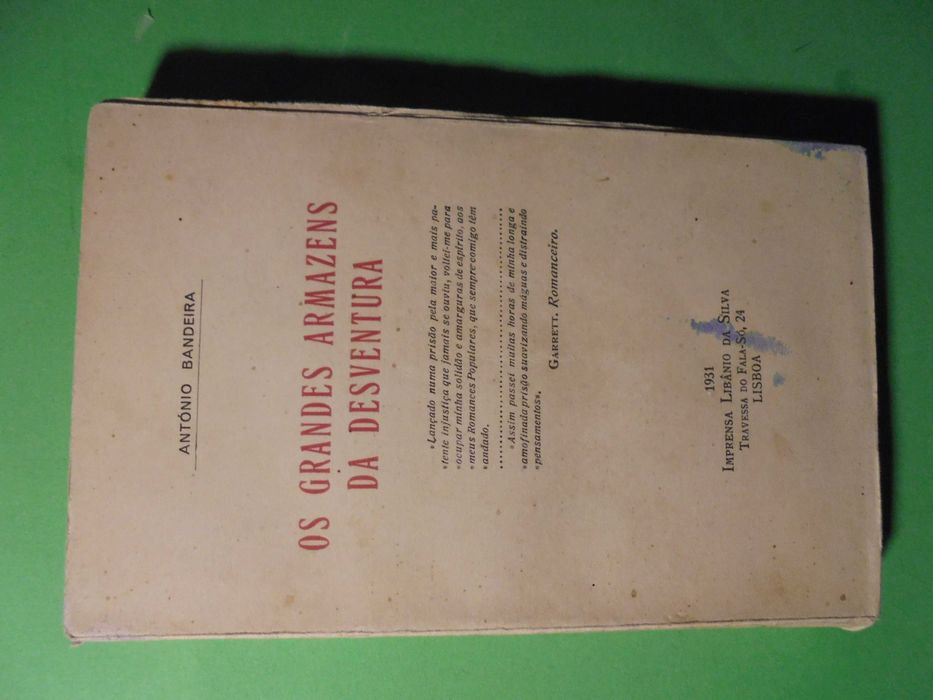 ANTÓNIO BANDEIRA
OS GRANDES ARMAZENS
DA DESVENTURA
«Lançado numa prisão pela maior e mais pa-
«tente injustiça que jamais se ouviu, voltei-me para
«ocupar minha solidão e amarguras de espírito, aos
«meus Romances Populares, que sempre comigo têm
«andado.
........................................................
«Assim passei muitas horas de minha longa e
«amofinada prisão suavizando máguas e distraindo
«pensamentos».
GARRETT, Romanceiro.
1931
IMPRENSA LIBÂNIO DA SILVA
TRAVESSA DO FALA-SÓ, 24
LISBOA